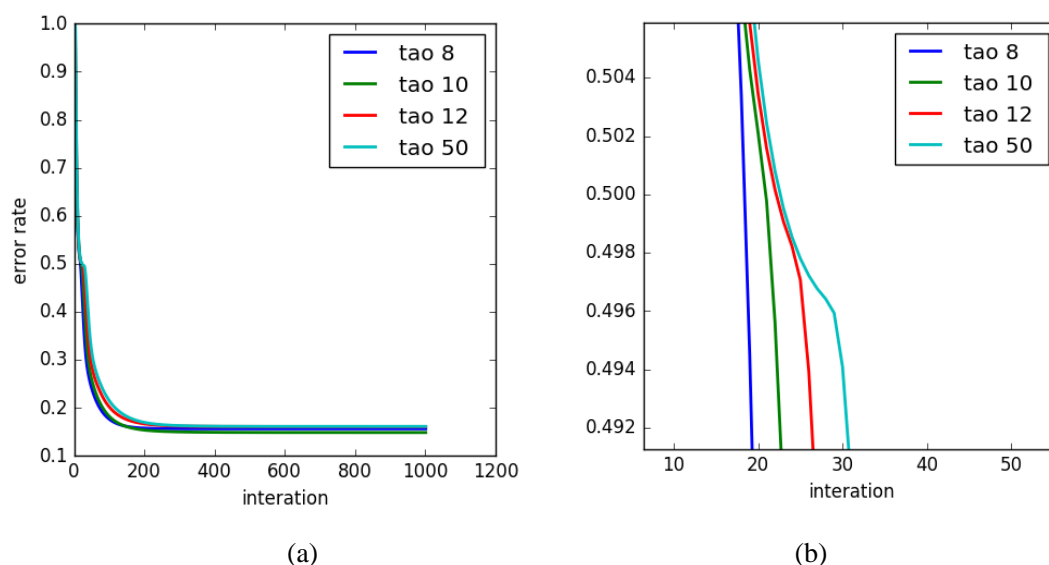 1.0
0.9
0.8
0.7
0.6
0.5
0.4
0.3
0.2
0.1
error rate
0 200 400 600 800 1000 1200
interation
tao 8
tao 10
tao 12
tao 50
(a)
0.504
0.502
0.500
0.498
0.496
0.494
0.492
10 20 30 40 50
interation
tao 8
tao 10
tao 12
tao 50
(b)